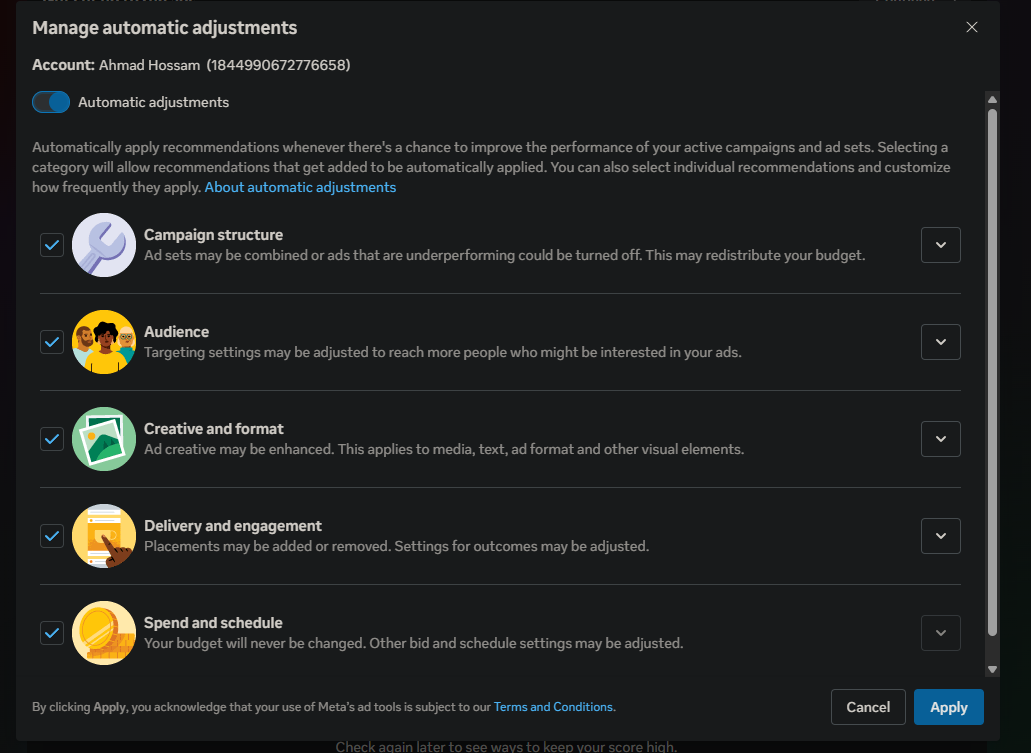 Manage automatic adjustments
Account: Ahmad Hossam (1844990672776658)
Automatic adjustments
Automatically apply recommendations whenever there's a chance to improve the performance of your active campaigns and ad sets. Selecting a
category will allow recommendations that get added to be automatically applied. You can also select individual recommendations and customize
how frequently they apply. About automatic adjustments
Campaign structure
Ad sets may be combined or ads that are underperforming could be turned off. This may redistribute your budget.
Audience
Targeting settings may be adjusted to reach more people who might be interested in your ads.
Creative and format
Ad creative may be enhanced. This applies to media, text, ad format and other visual elements.
Delivery and engagement
Placements may be added or removed. Settings for outcomes may be adjusted.
Spend and schedule
Your budget will never be changed. Other bid and schedule settings may be adjusted.
By clicking Apply, you acknowledge that your use of Meta's ad tools is subject to our Terms and Conditions.
Cancel
Apply
Check again later to see ways to keep your score high.